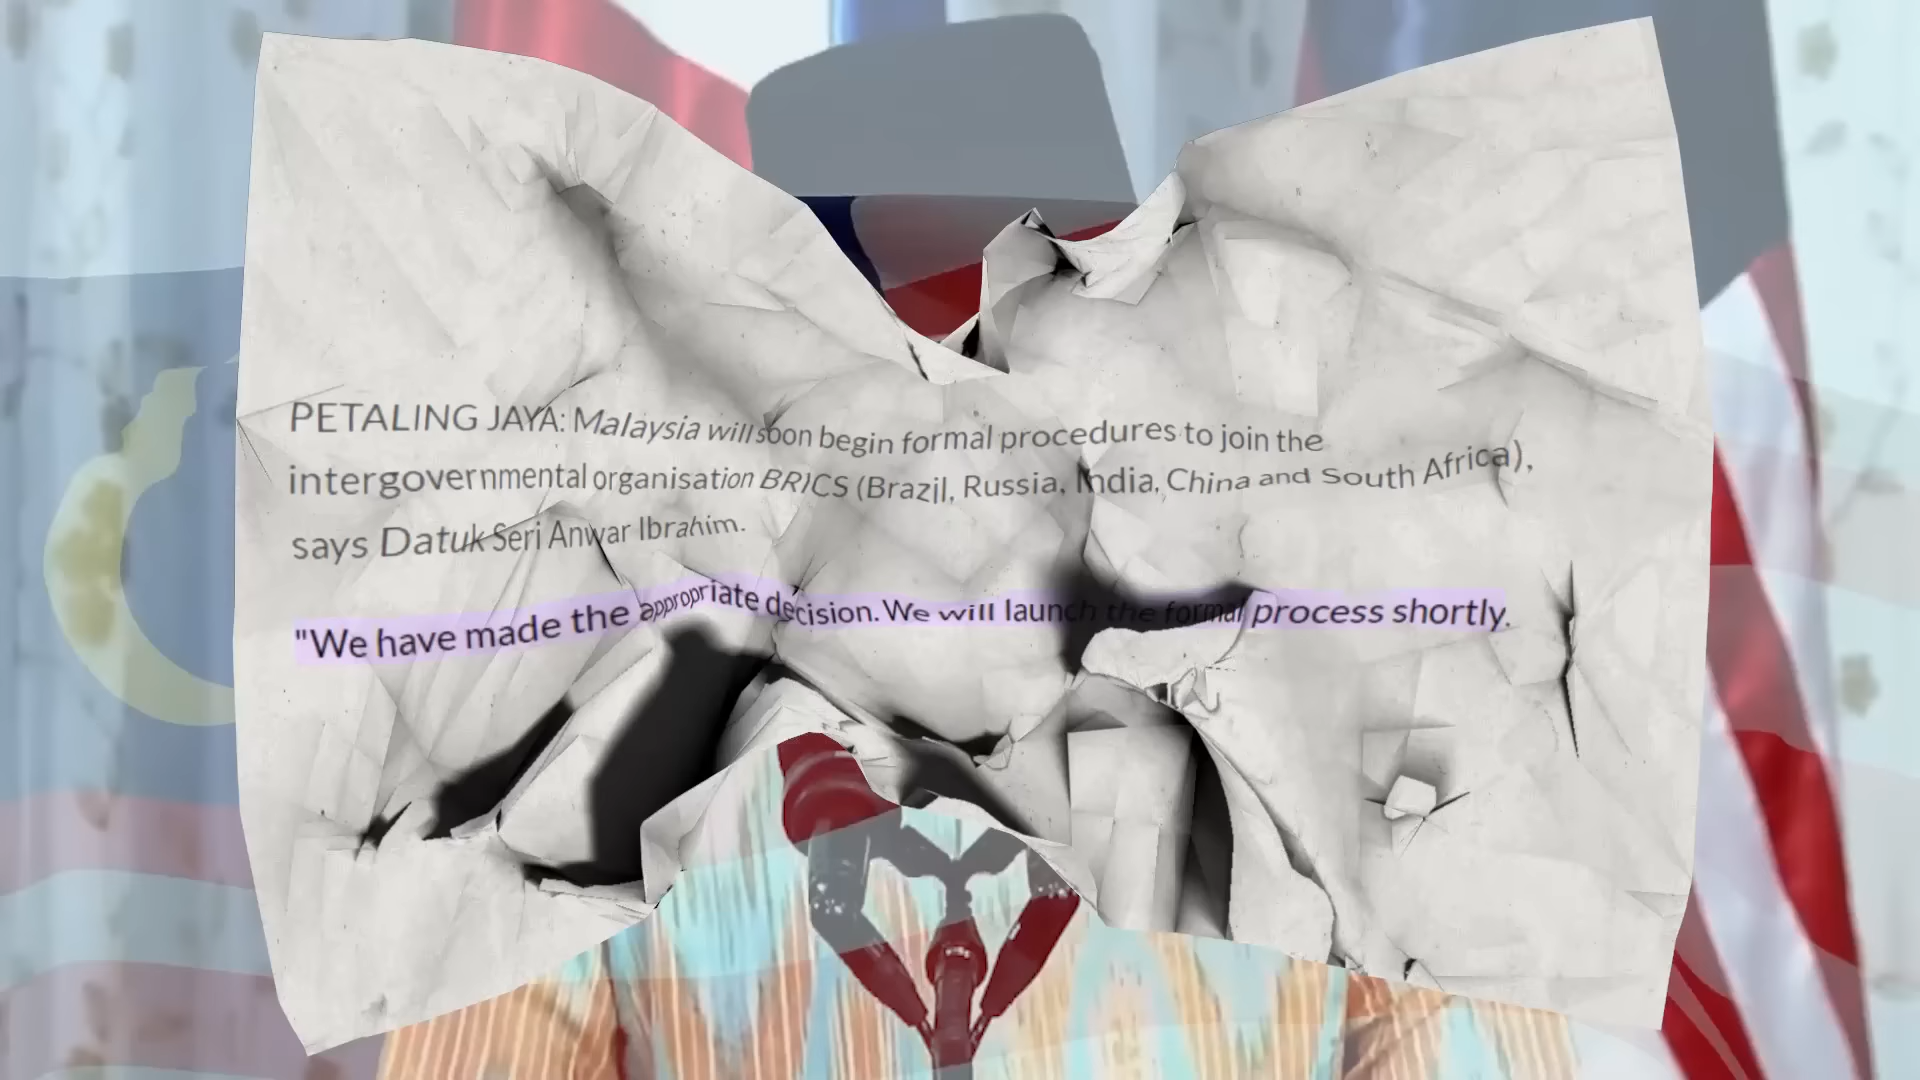 PETALING JAYA: Malaysia will soon begin formal procedures to join the
intergovernmental organisation BRICS (Brazil, Russia, India, China and South Africa),
says Datuk Seri Anwar Ibrahim.
"We have made the appropriate decision. We will launch the formal process shortly.